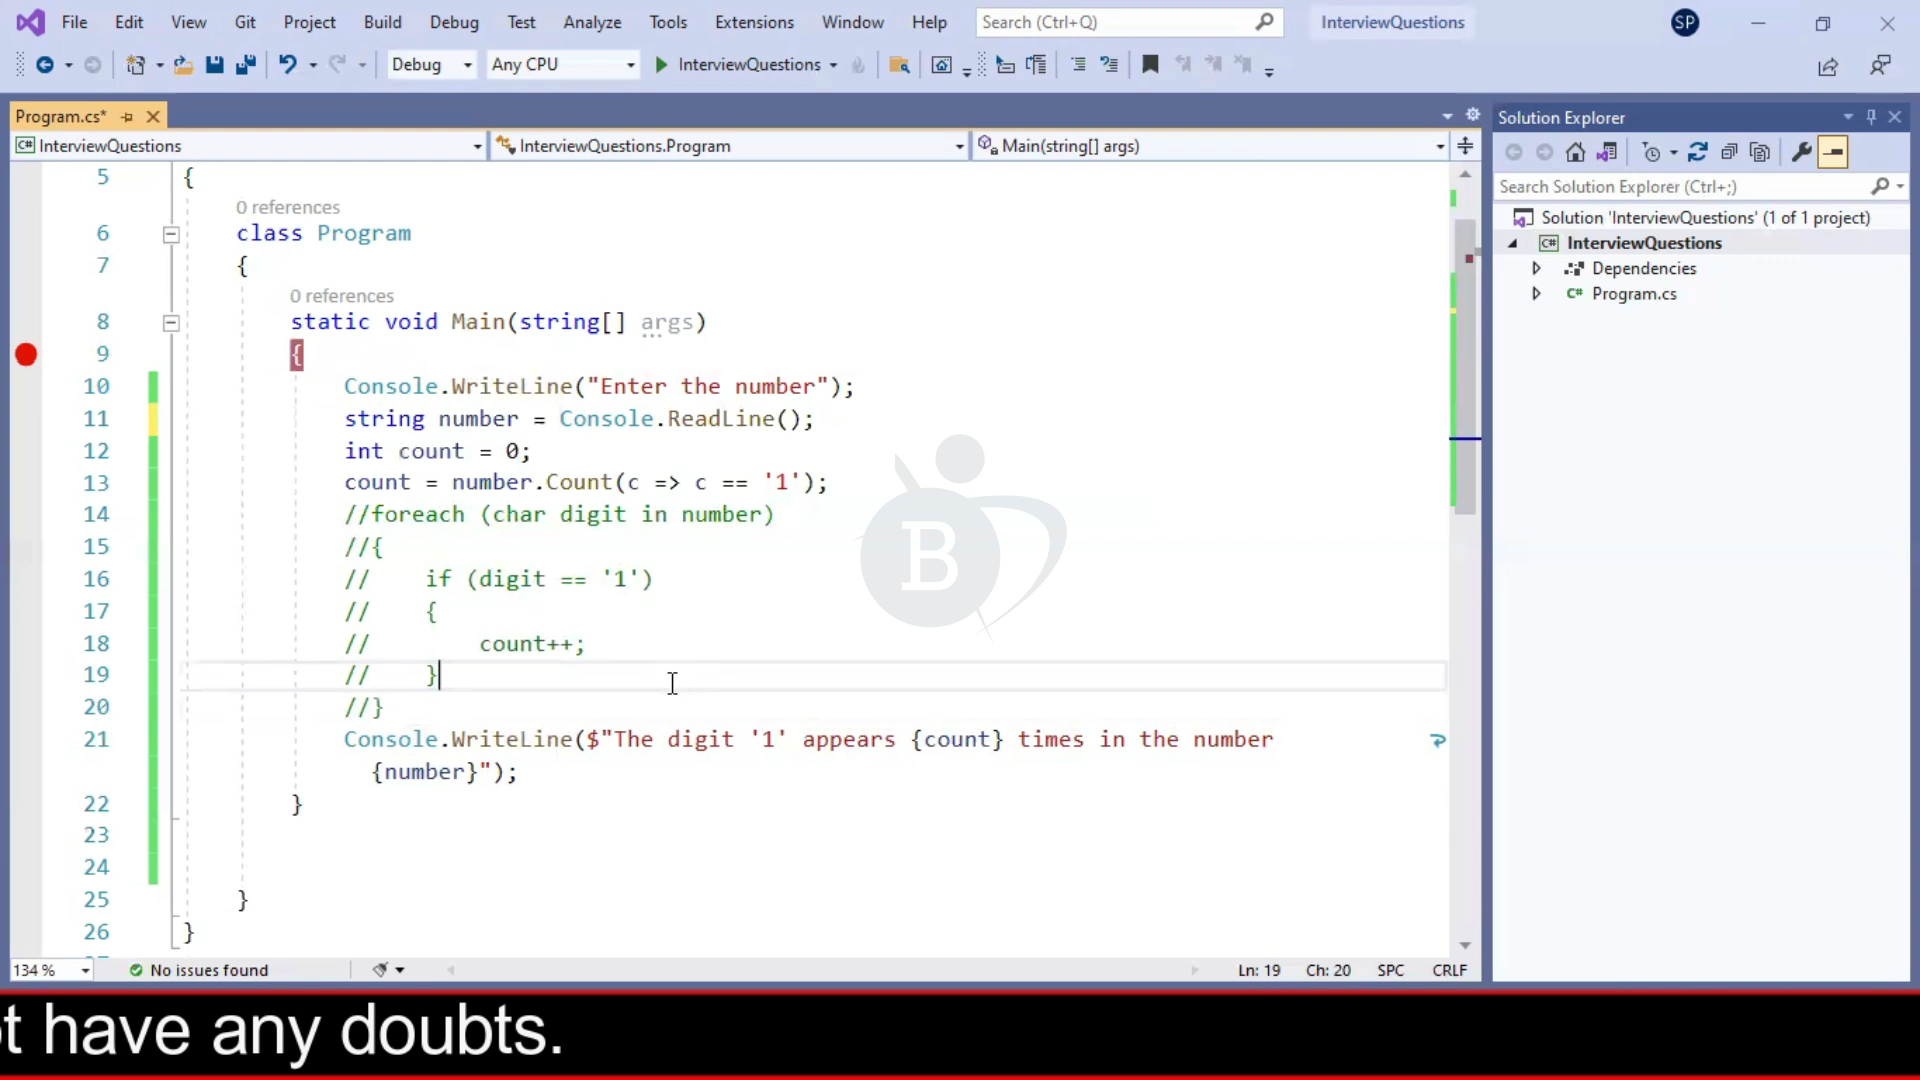 File Edit View Git Project Build Debug Test Analyze Tools Extensions Window Help Search (Ctrl+Q) InterviewQuestions SP
Debug Any CPU InterviewQuestions
Program.cs*
InterviewQuestions InterviewQuestions.Program Main(string[] args)
5 {
0 references
6 class Program
7 {
0 references
8 static void Main(string[] args)
9 {
10 Console.WriteLine("Enter the number");
11 string number = Console.ReadLine();
12 int count = 0;
13 count = number.Count(c => c == '1');
14 //foreach (char digit in number)
15 //{
16 // if (digit == '1')
17 // {
18 // count++;
19 // }
20 //}
21 Console.WriteLine($"The digit '1' appears {count} times in the number
{number}");
22 }
23
24
25 }
26 }
B
134 % No issues found Ln: 19 Ch: 20 SPC CRLF
Solution Explorer
Search Solution Explorer (Ctrl+;)
Solution 'InterviewQuestions' (1 of 1 project)
C# InterviewQuestions
Dependencies
C# Program.cs
t have any doubts.